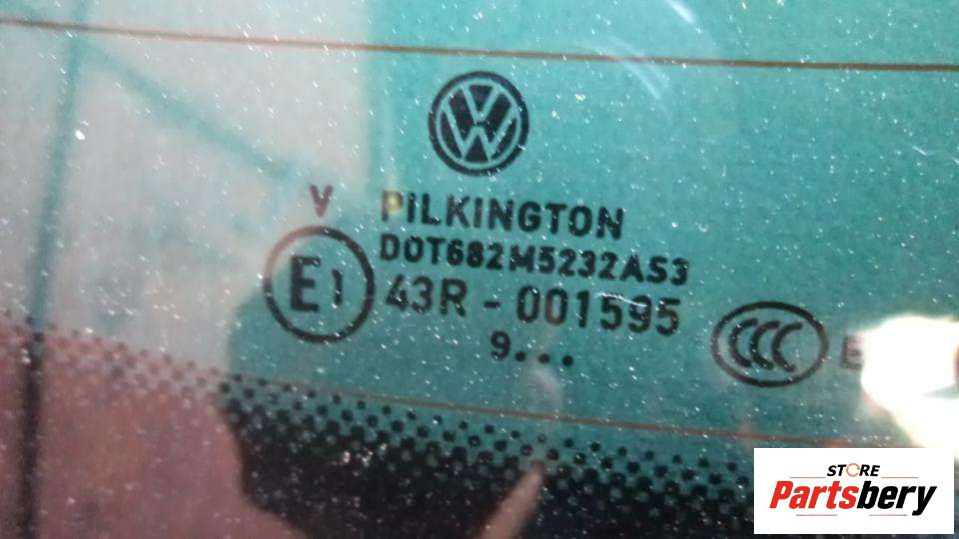 V PILKINGTON
DOT682M5232AS3
E1 43R - 001595
9...
CCC E
STORE
Partsbery